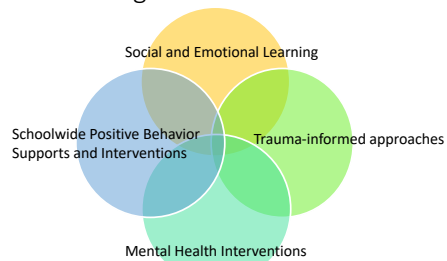 Social and Emotional Learning
Schoolwide Positive Behavior
Supports and Interventions
Trauma-informed approaches
Mental Health Interventions